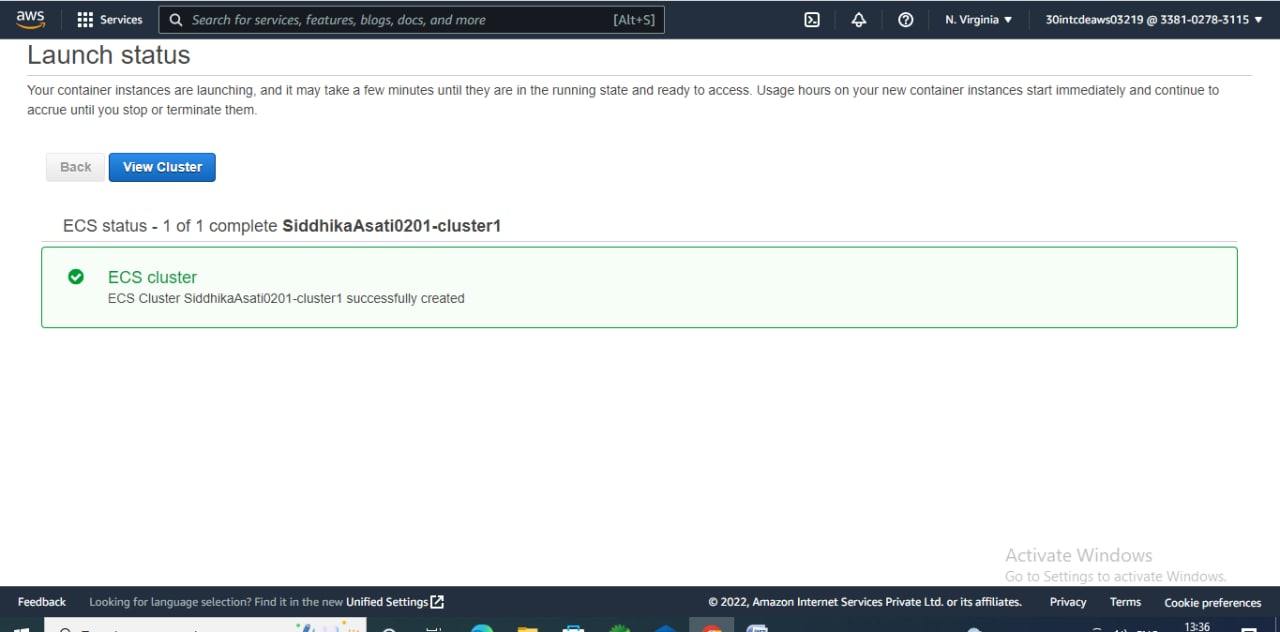 aws
Services
Search for services, features, blogs, docs, and more
[Alt+S]
N. Virginia
30intcdeaws03219 @ 3381-0278-3115
Launch status
Your container instances are launching, and it may take a few minutes until they are in the running state and ready to access. Usage hours on your new container instances start immediately and continue to
accrue until you stop or terminate them.
Back
View Cluster
ECS status - 1 of 1 complete SiddhikaAsati0201-cluster1
ECS cluster
ECS Cluster SiddhikaAsati0201-cluster1 successfully created
Activate Windows
Go to Settings to activate Windows.
Feedback
Looking for language selection? Find it in the new Unified Settings
© 2022, Amazon Internet Services Private Ltd. or its affiliates.
Privacy
Terms
Cookie preferences
13:36